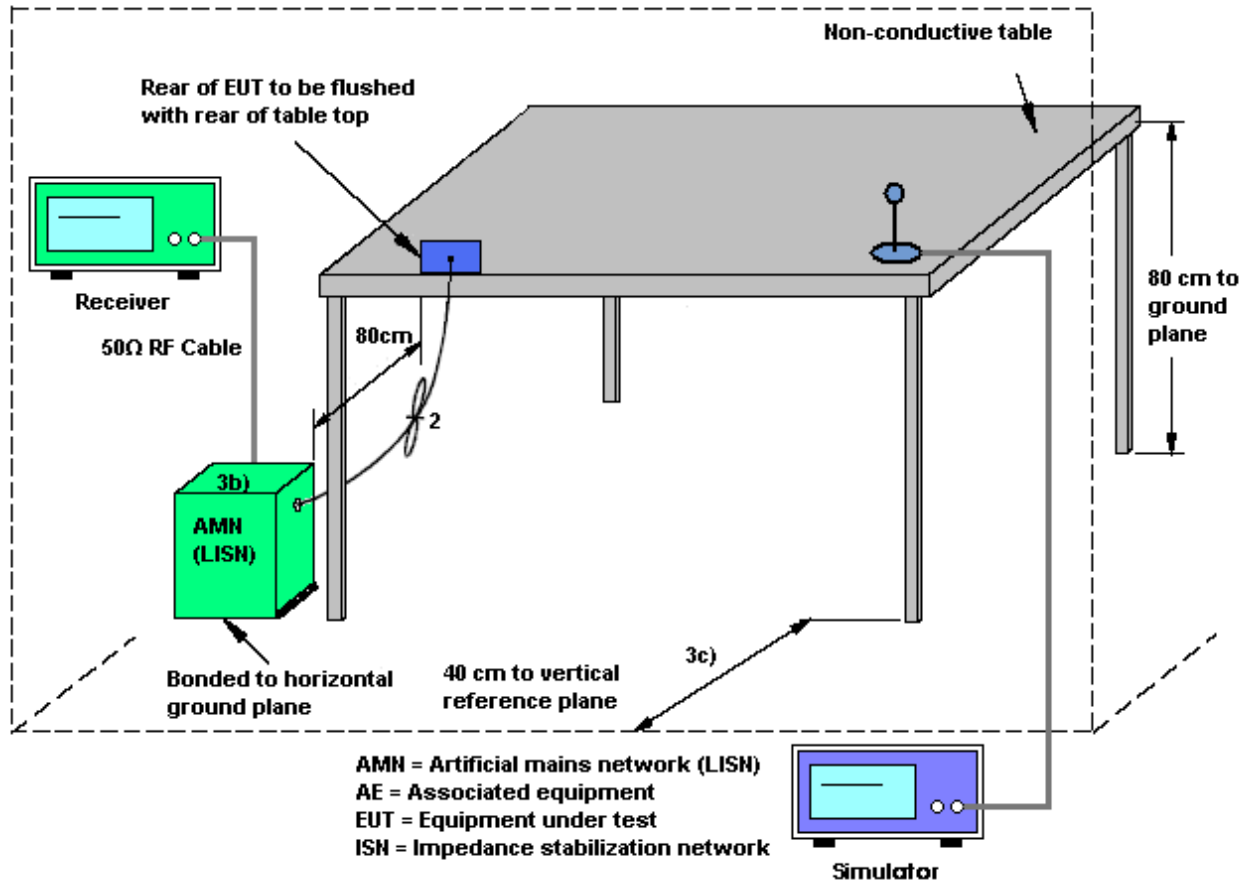 Non-conductive table
Rear of EUT to be flushed
with rear of table top
Receiver
50Ω RF Cable
80cm
80 cm to
ground
plane
2
3b)
AMN
(LISN)
Bonded to horizontal
ground plane
40 cm to vertical
reference plane
3c)
AMN = Artificial mains network (LISN)
AE = Associated equipment
EUT = Equipment under test
ISN = Impedance stabilization network
Simulator